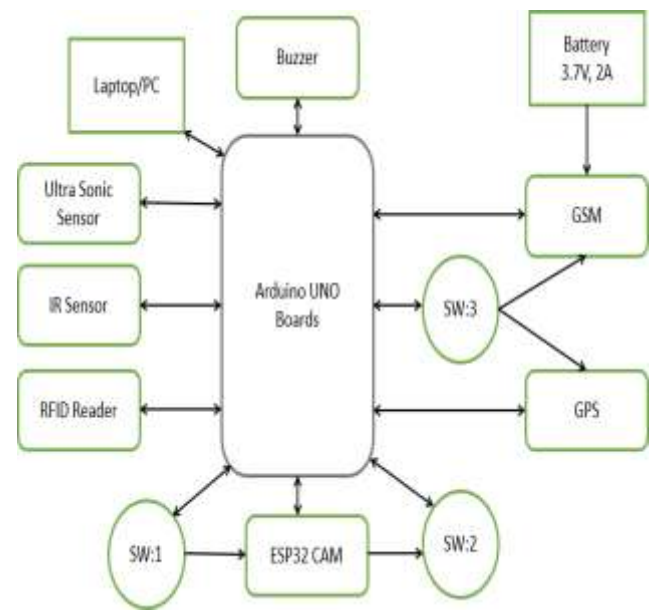 Buzzer
Battery
3.7V, 2A
Laptop/PC
Ultra Sonic
Sensor
GSM
IR Sensor
Arduino UNO
Boards
SW:3
RFID Reader
GPS
SW:1
ESP32 CAM
SW:2